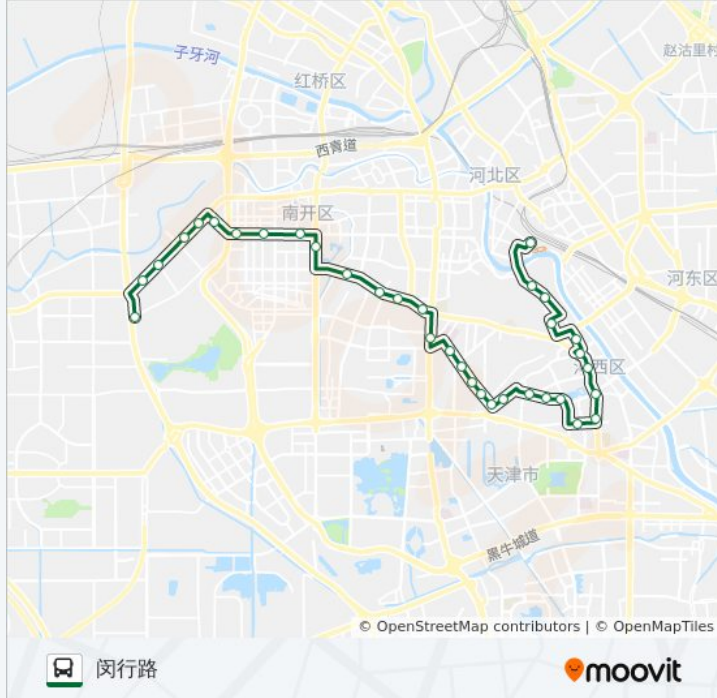 子牙河
红桥区
赵沽里村
西青道
河北区
南开区
河东区
河西区
天津市
黑牛城道
© OpenStreetMap contributors | © OpenMapTiles
闵行路
moovit